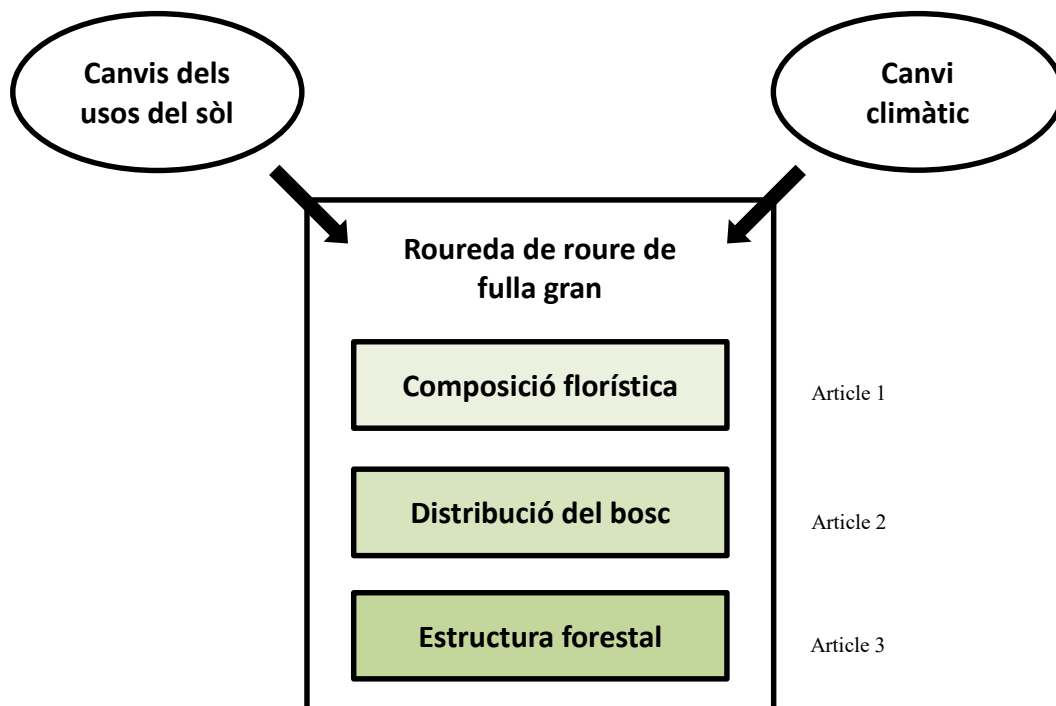 Canvis dels
usos del sòl
Canvi
climàtic
Roureda de roure de
fulla gran
Composició florística
Article 1
Distribució del bosc
Article 2
Estructura forestal
Article 3